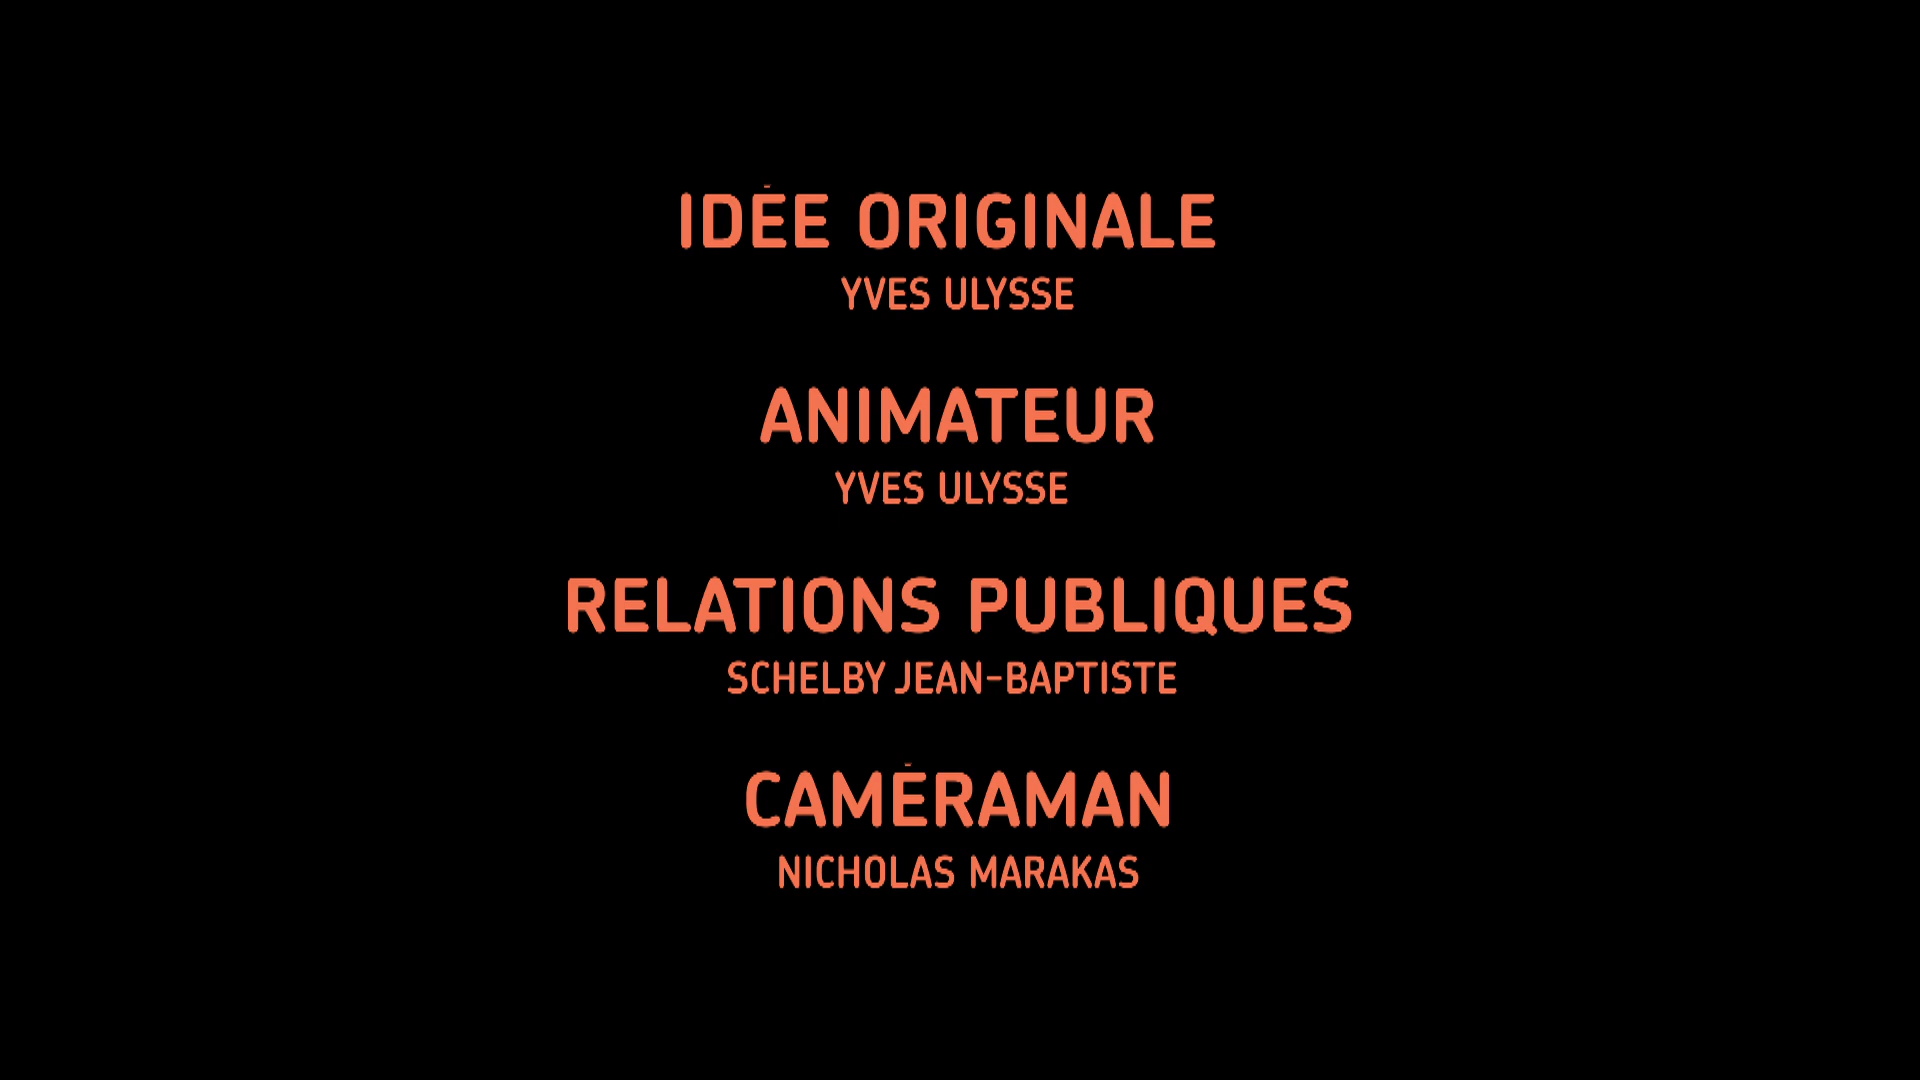 IDÉE ORIGINALE
YVES ULYSSE
ANIMATEUR
YVES ULYSSE
RELATIONS PUBLIQUES
SCHELBY JEAN-BAPTISTE
CAMÉRAMAN
NICHOLAS MARAKAS